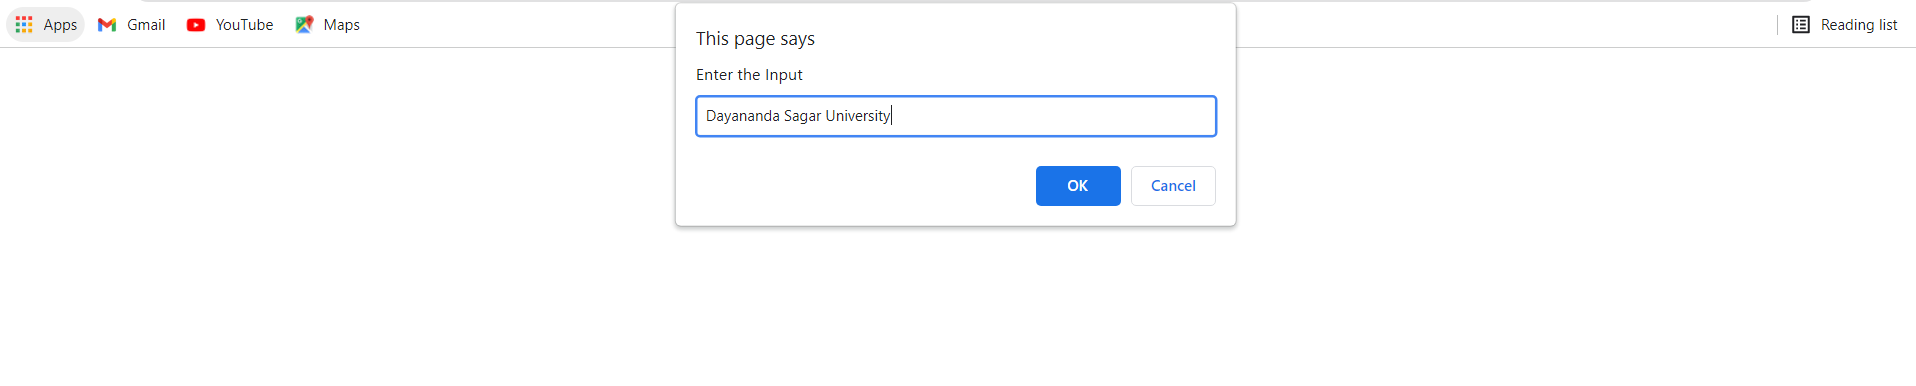 Apps Gmail YouTube Maps Reading list
This page says
Enter the Input
Dayananda Sagar University
OK Cancel